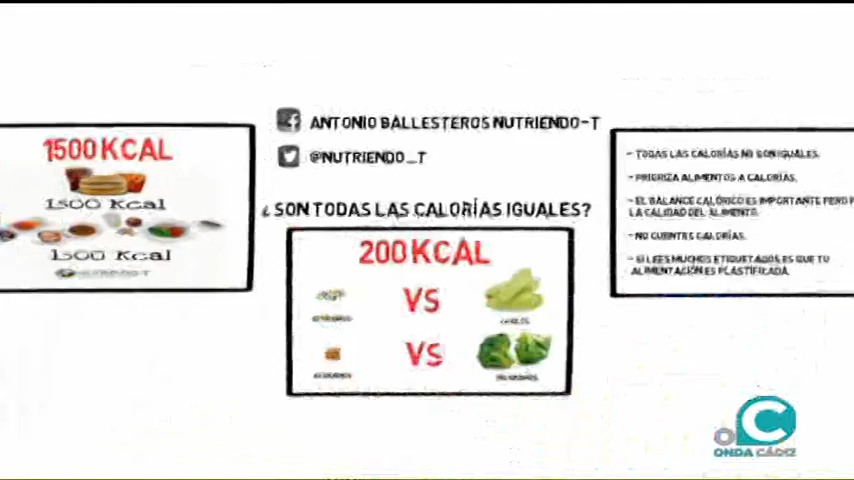 ANTONIO BALLESTEROS NUTRIENDO-T
@NUTRIENDO_T
1500 KCAL
1500 Kcal
1500 Kcal
NUTRIENDO-T
¿SON TODAS LAS CALORÍAS IGUALES?
200 KCAL
VS
VS
- TODAS LAS CALORÍAS NO SON IGUALES.
- PRIORIZA ALIMENTOS A CALORÍAS.
- EL BALANCE CALÓRICO ES IMPORTANTE PERO
LA CALIDAD DEL ALIMENTO.
- NO CUENTES CALORÍAS.
- SI LEES MUCHOS ETIQUETADOS ES QUE TU
ALIMENTACIÓN ES PLASTIFICADA.
ONDA CÁDIZ